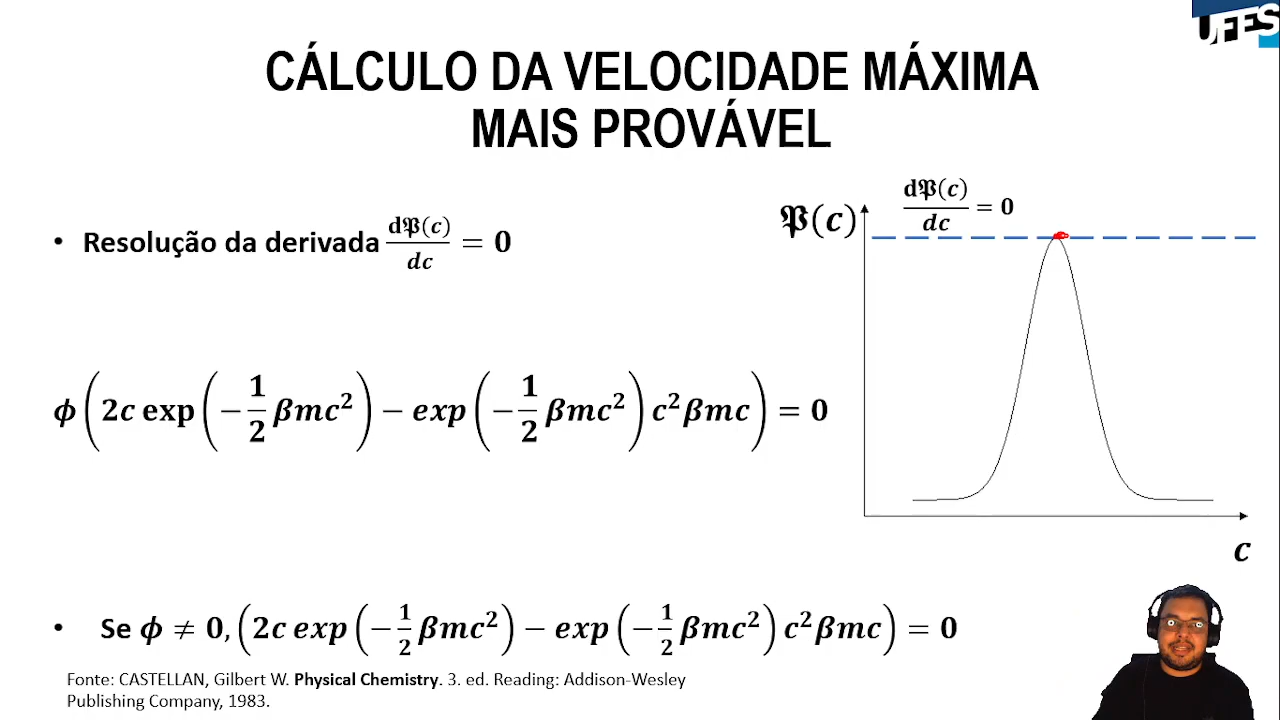 UFES
CÁLCULO DA VELOCIDADE MÁXIMA
MAIS PROVÁVEL
• Resolução da derivada d𝔓(c)/dc = 0
𝔓(c)
d𝔓(c)/dc = 0
ϕ(2c exp(−1/2 βmc²) − exp(−1/2 βmc²) c²βmc) = 0
c
• Se ϕ ≠ 0, (2c exp(−1/2 βmc²) − exp(−1/2 βmc²) c²βmc) = 0
Fonte: CASTELLAN, Gilbert W. Physical Chemistry. 3. ed. Reading: Addison-Wesley
Publishing Company, 1983.